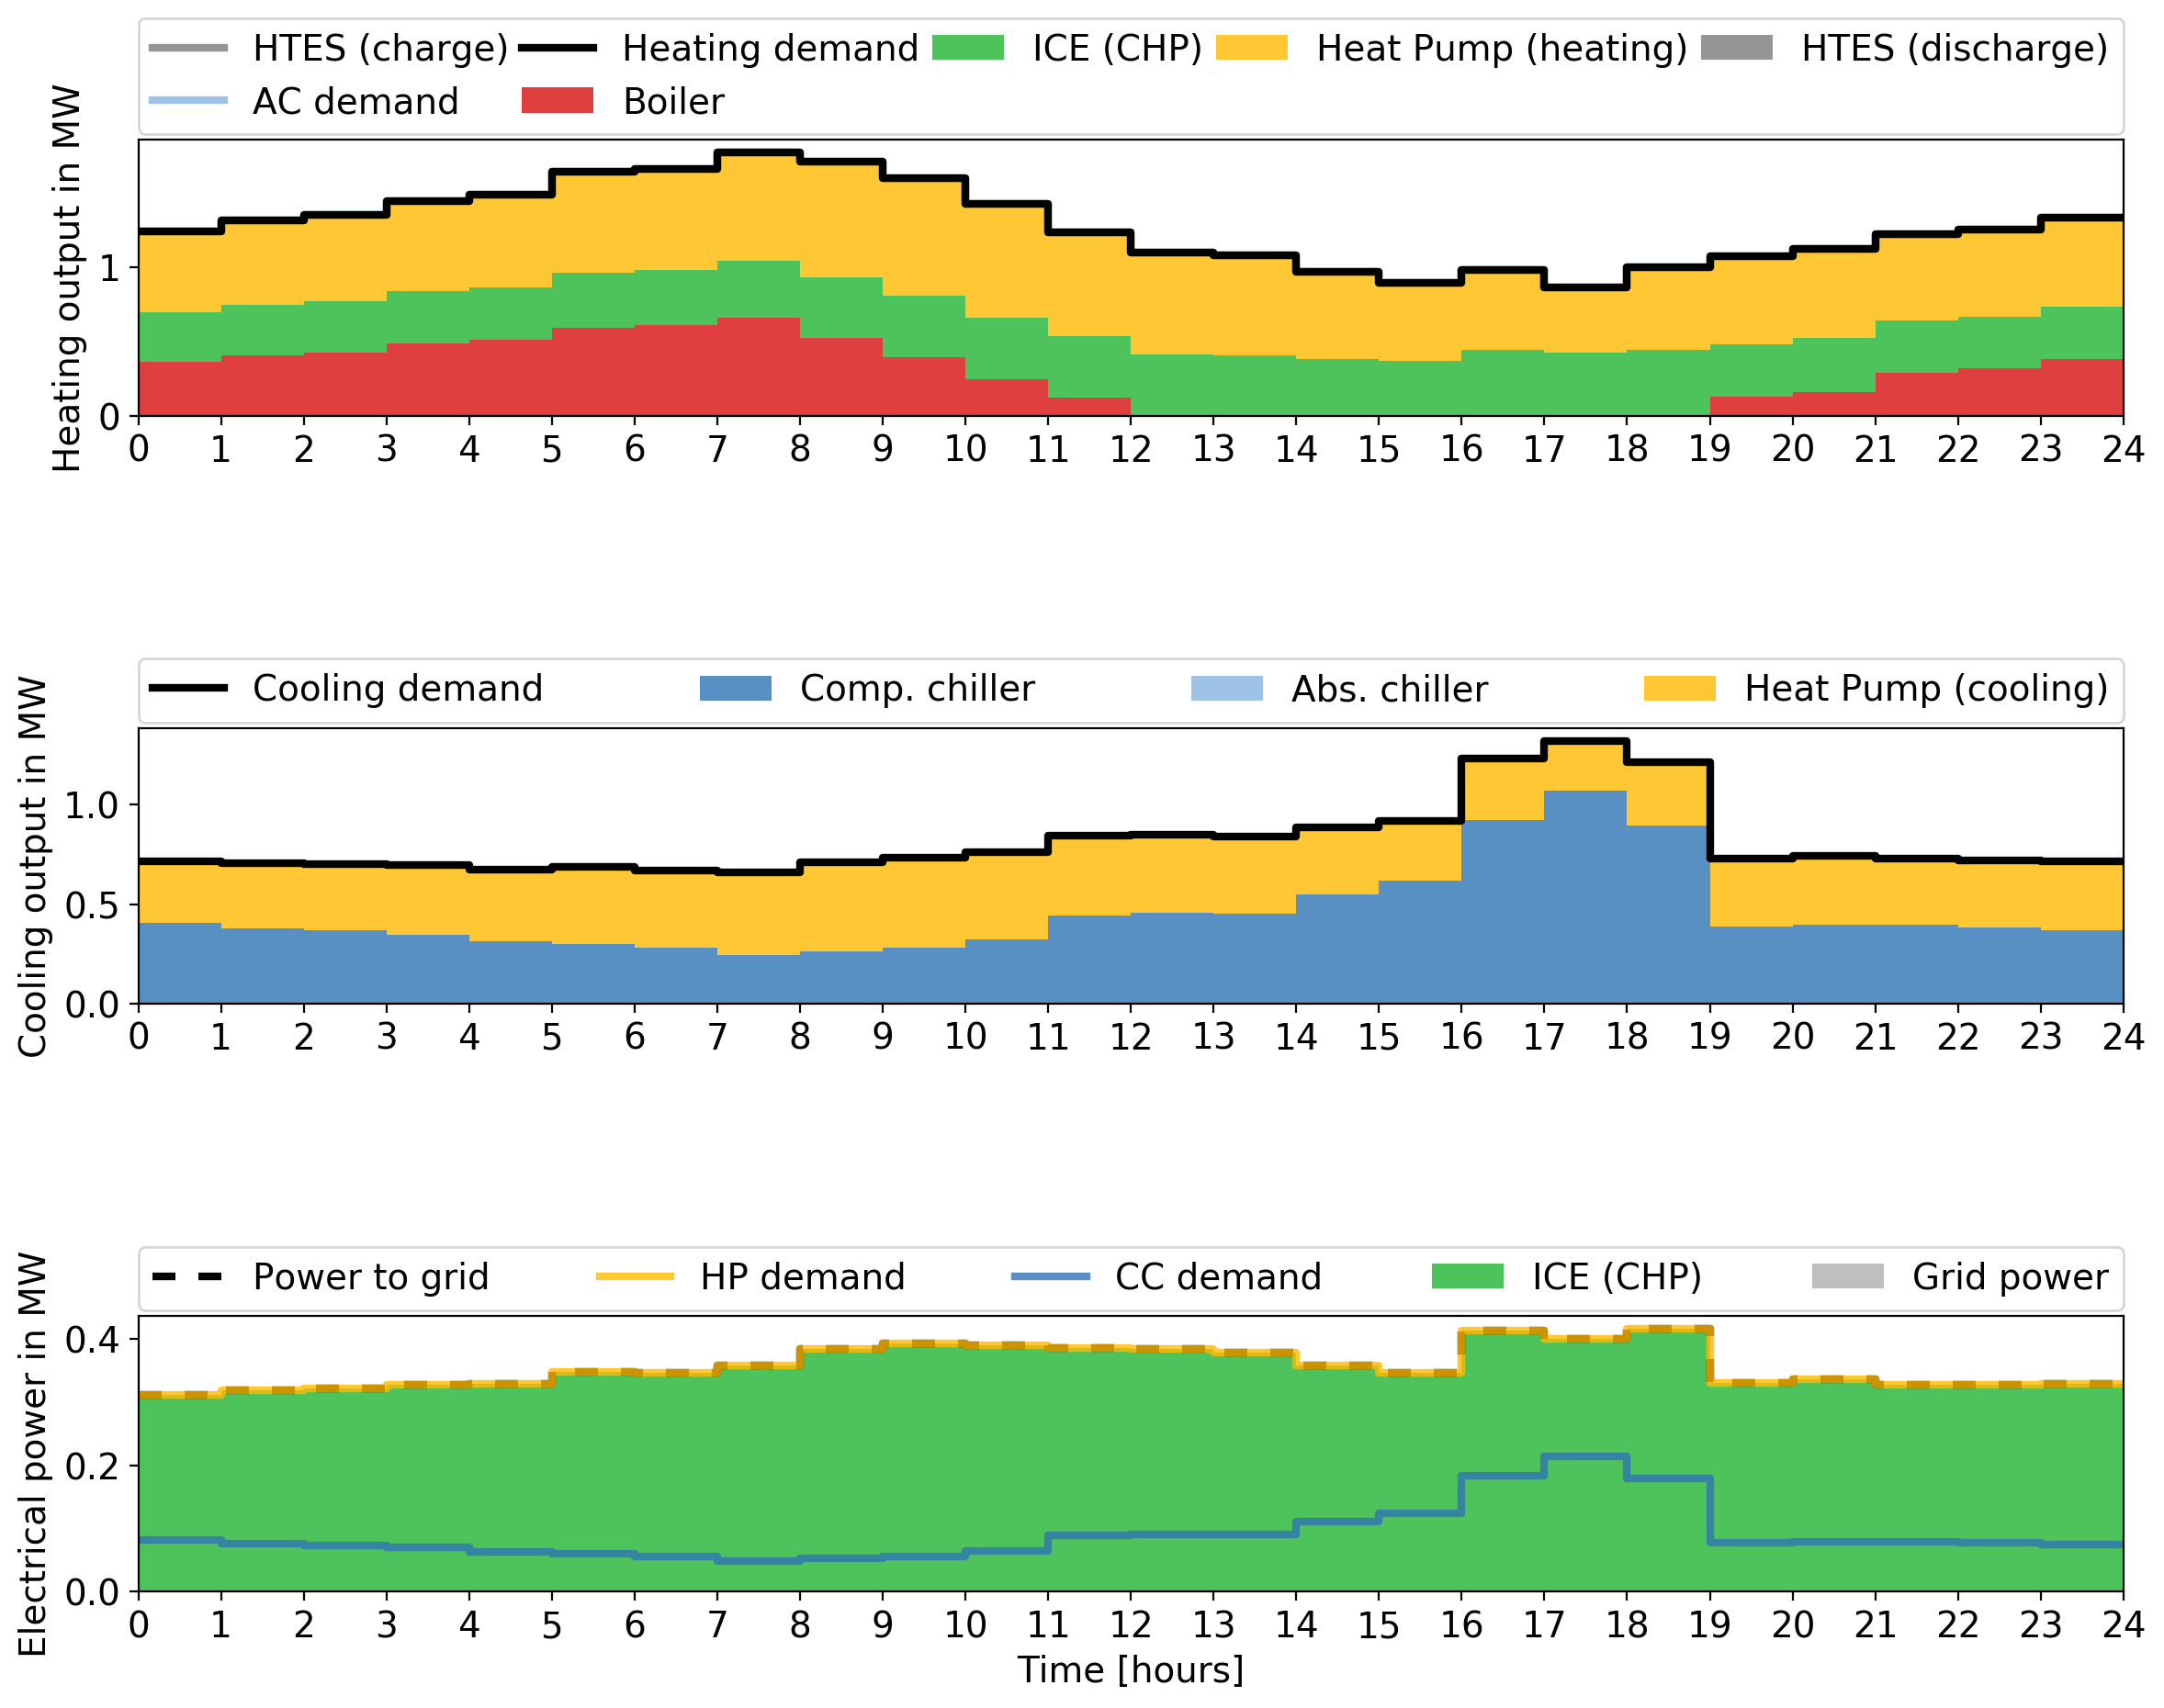 HTES (charge) Heating demand ICE (CHP) Heat Pump (heating) HTES (discharge)
AC demand Boiler
Heating output in MW
1
0
0 1 2 3 4 5 6 7 8 9 10 11 12 13 14 15 16 17 18 19 20 21 22 23 24
Cooling demand Comp. chiller Abs. chiller Heat Pump (cooling)
Cooling output in MW
1.0
0.5
0.0
0 1 2 3 4 5 6 7 8 9 10 11 12 13 14 15 16 17 18 19 20 21 22 23 24
Power to grid HP demand CC demand ICE (CHP) Grid power
Electrical power in MW
0.4
0.2
0.0
0 1 2 3 4 5 6 7 8 9 10 11 12 13 14 15 16 17 18 19 20 21 22 23 24
Time [hours]